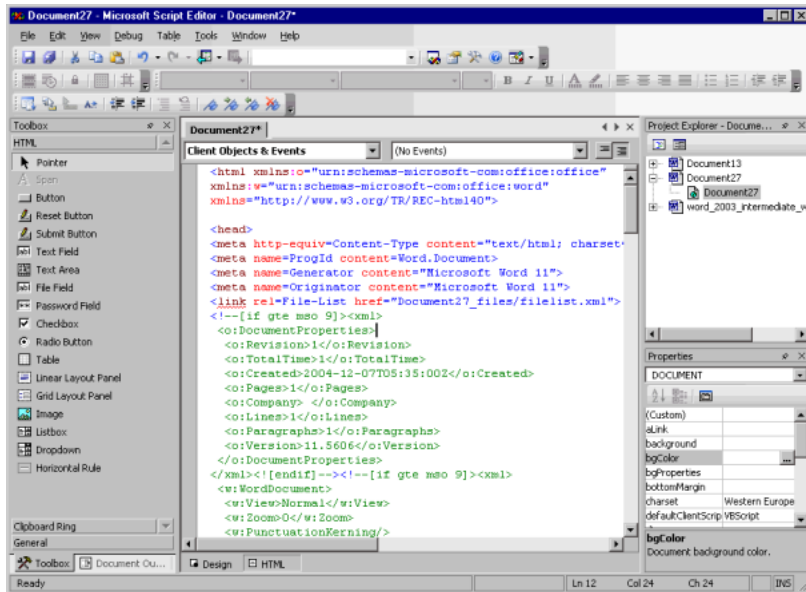 Document27 - Microsoft Script Editor - Document27*
File Edit View Debug Table Tools Window Help
B I U
Toolbox
HTML
Pointer
Span
Button
Reset Button
Submit Button
Text Field
Text Area
File Field
Password Field
Checkbox
Radio Button
Table
Linear Layout Panel
Grid Layout Panel
Image
Listbox
Dropdown
Horizontal Rule
Clipboard Ring
General
Toolbox Document Ou...
Document27*
Client Objects & Events (No Events)
<html xmlns:o="urn:schemas-microsoft-com:office:office"
xmlns:w="urn:schemas-microsoft-com:office:word"
xmlns="http://www.w3.org/TR/REC-html40">
<head>
<meta http-equiv=Content-Type content="text/html; charset
<meta name=ProgId content=Word.Document>
<meta name=Generator content="Microsoft Word 11">
<meta name=Originator content="Microsoft Word 11">
<link rel=File-List href="Document27_files/filelist.xml">
<!--[if gte mso 9]><xml>
<o:DocumentProperties>
<o:Revision>1</o:Revision>
<o:TotalTime>1</o:TotalTime>
<o:Created>2004-12-07T05:35:00Z</o:Created>
<o:Pages>1</o:Pages>
<o:Company> </o:Company>
<o:Lines>1</o:Lines>
<o:Paragraphs>1</o:Paragraphs>
<o:Version>11.5606</o:Version>
</o:DocumentProperties>
</xml><![endif]--><!--[if gte mso 9]><xml>
<w:WordDocument>
<w:View>Normal</w:View>
<w:Zoom>0</w:Zoom>
<w:PunctuationKerning/>
Design HTML
Project Explorer - Docume...
Document13
Document27
Document27
word_2003_intermediate_v
Properties
DOCUMENT
(Custom)
aLink
background
bgColor ...
bgProperties
bottomMargin
charset Western Europe
defaultClientScrip VBScript
bgColor
Document background color.
Ready Ln 12 Col 24 Ch 24 INS